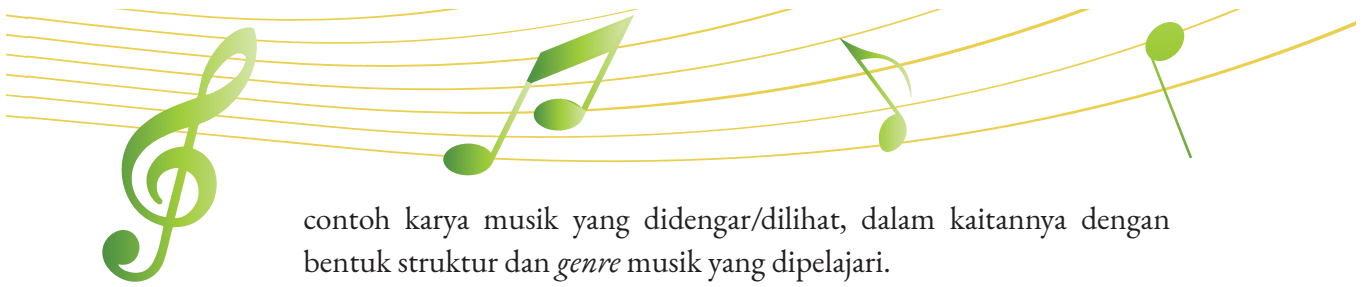 contoh karya musik yang didengar/dilihat, dalam kaitannya dengan
bentuk struktur dan genre musik yang dipelajari.